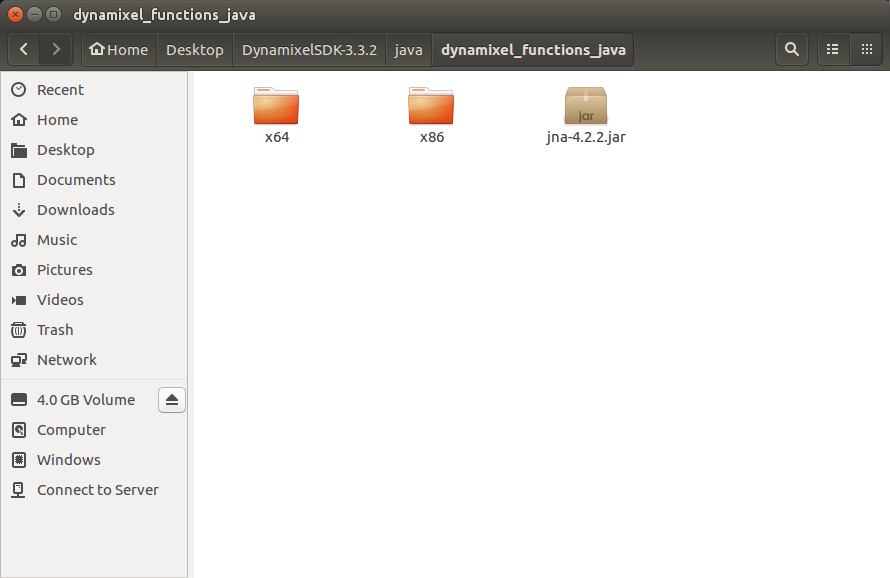 dynamixel_functions_java
Home Desktop DynamixelSDK-3.3.2 java dynamixel_functions_java
Recent
Home
Desktop
Documents
Downloads
Music
Pictures
Videos
Trash
Network
4.0 GB Volume
Computer
Windows
Connect to Server
x64
x86
jar
jna-4.2.2.jar